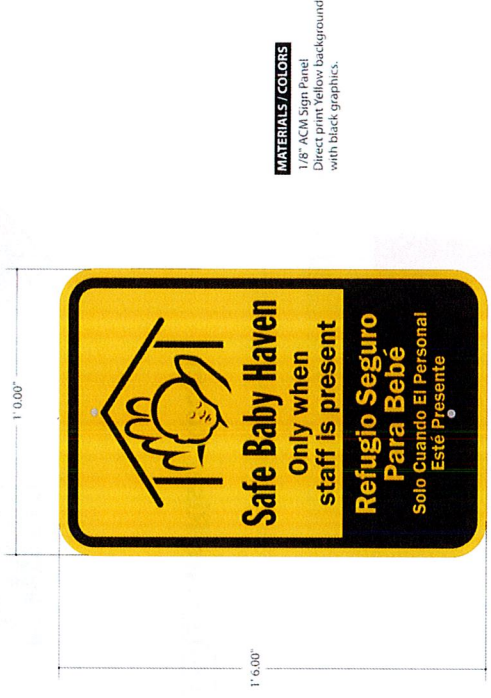 1' 0.00"
1' 6.00"
Safe Baby Haven
Only when
staff is present
Refugio Seguro
Para Bebé
Solo Cuando El Personal
Esté Presente
MATERIALS / COLORS
1/8" ACM Sign Panel
Direct print Yellow background
with black graphics.